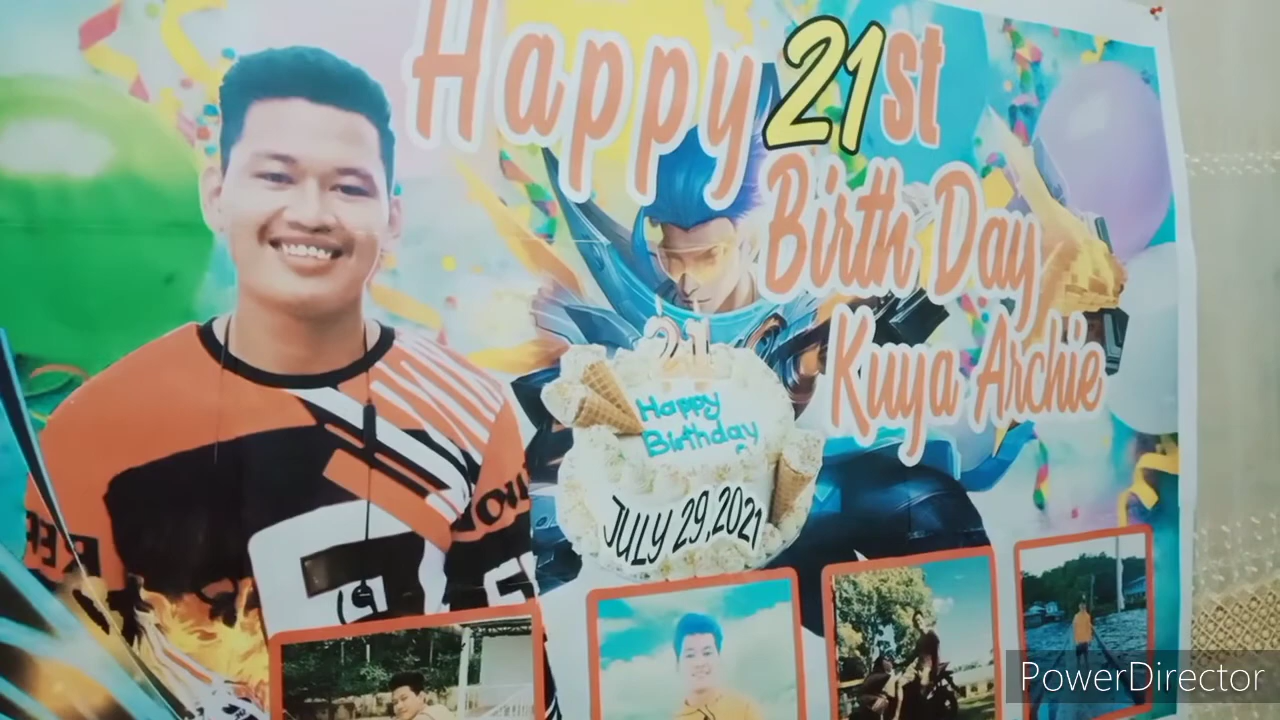 Happy 21st
Birth Day
Kuya Archie
21
Happy
Birthday
JULY 29, 2021
PowerDirector